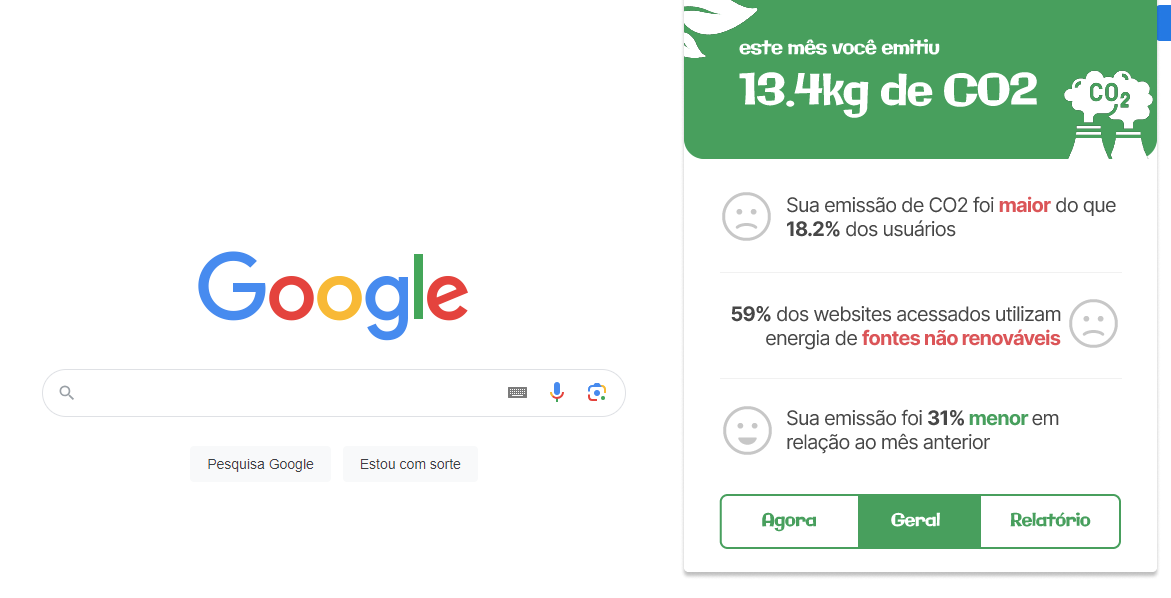 Google
Pesquisa Google
Estou com sorte
este mês você emitiu
13.4kg de CO2
CO2
Sua emissão de CO2 foi maior do que
18.2% dos usuários
59% dos websites acessados utilizam
energia de fontes não renováveis
Sua emissão foi 31% menor em
relação ao mês anterior
Agora
Geral
Relatório